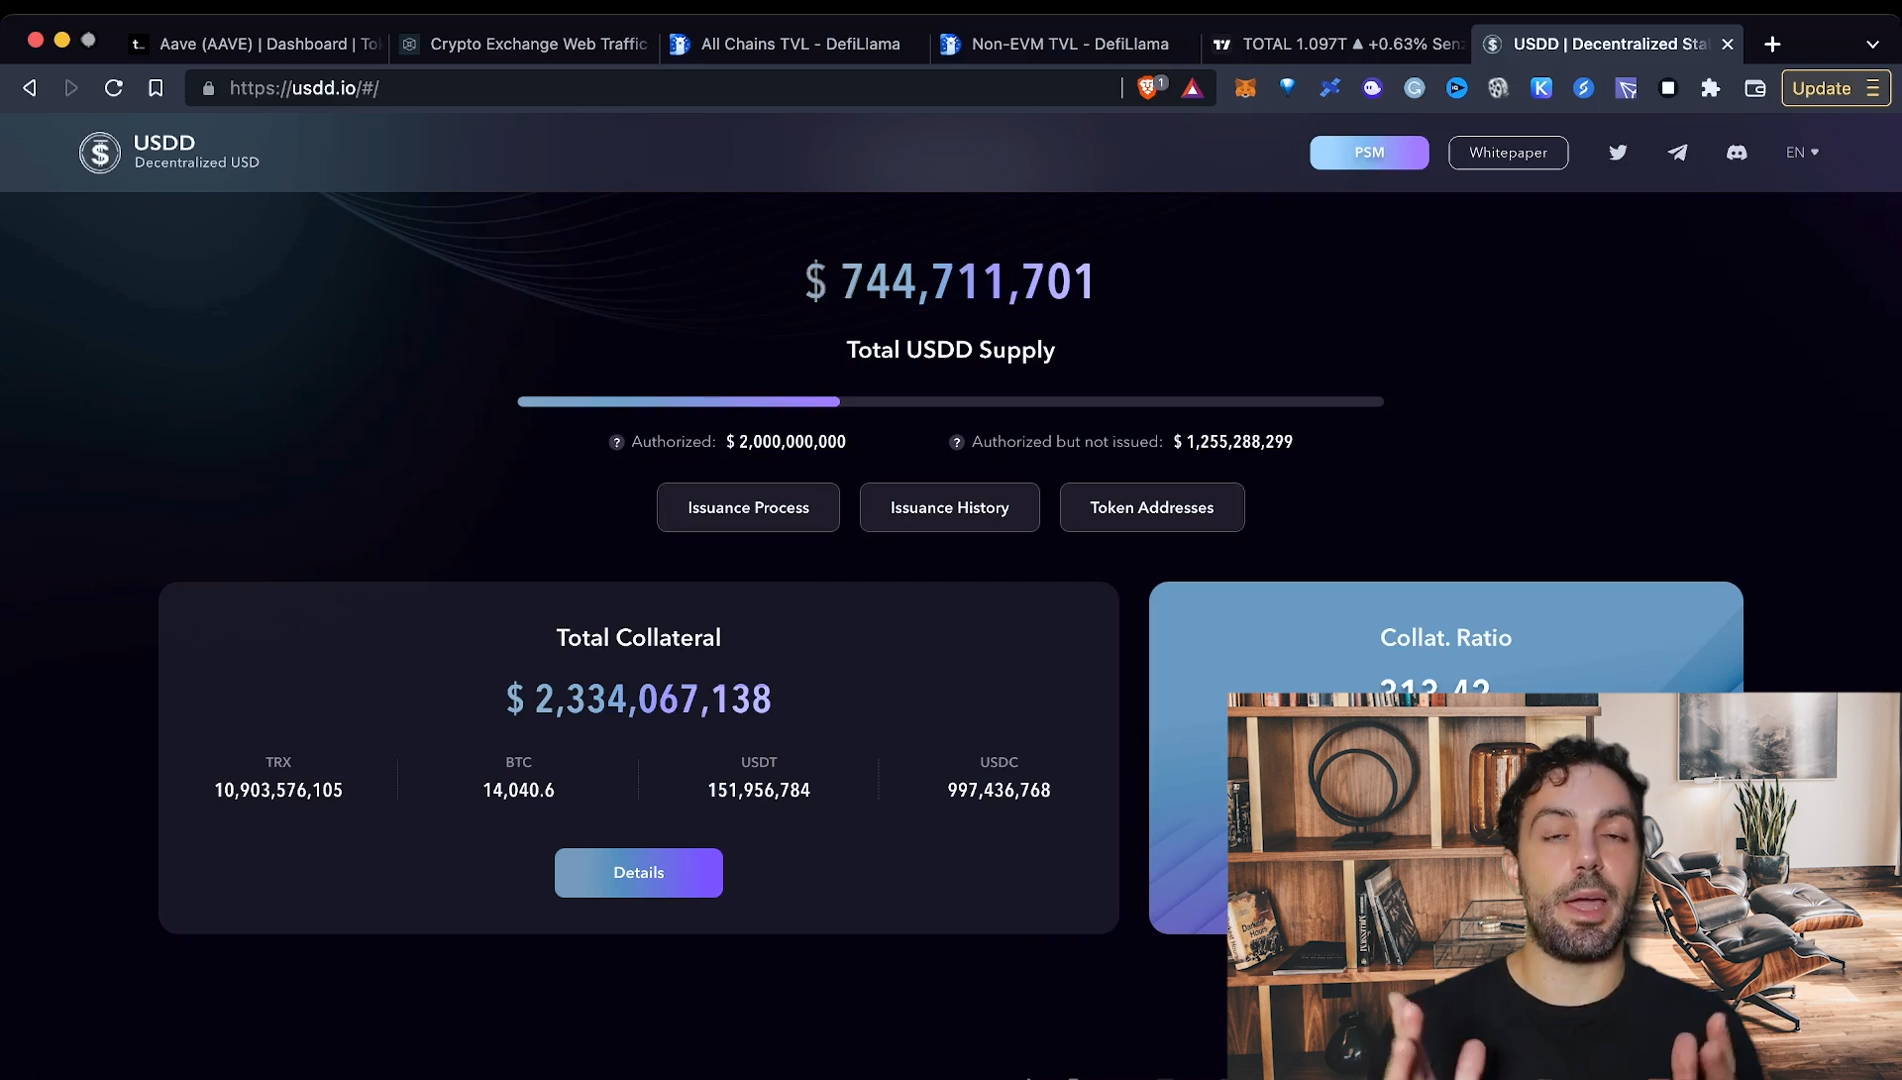 Aave (AAVE) | Dashboard | To
Crypto Exchange Web Traffic
All Chains TVL - DefiLlama
Non-EVM TVL - DefiLlama
TOTAL 1.097T ▲ +0.63% Sen
USDD | Decentralized Sta
https://usdd.io/#/
1
Update
USDD
Decentralized USD
PSM
Whitepaper
EN
$ 744,711,701
Total USDD Supply
? Authorized: $ 2,000,000,000
? Authorized but not issued: $ 1,255,288,299
Issuance Process
Issuance History
Token Addresses
Total Collateral
$ 2,334,067,138
TRX
10,903,576,105
BTC
14,040.6
USDT
151,956,784
USDC
997,436,768
Details
Collat. Ratio
313.42